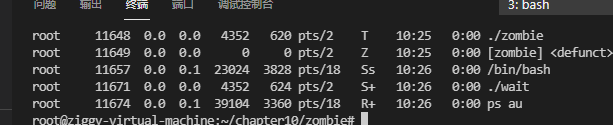 问题 输出 终端 端口 调试控制台 3: bash
root 11648 0.0 0.0 4352 620 pts/2 T 10:25 0:00 ./zombie
root 11649 0.0 0.0 0 0 pts/2 Z 10:25 0:00 [zombie] <defunct>
root 11657 0.0 0.1 23024 3828 pts/18 Ss 10:26 0:00 /bin/bash
root 11671 0.0 0.0 4352 624 pts/2 S+ 10:26 0:00 ./wait
root 11674 0.0 0.1 39104 3360 pts/18 R+ 10:26 0:00 ps au
root@ziggy-virtual-machine:~/chapter10/zombie#